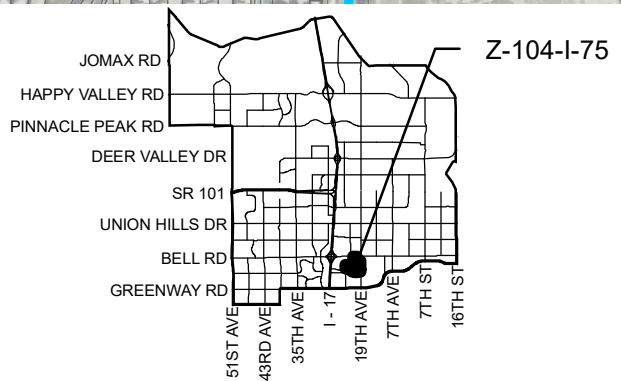 Z-104-I-75
JOMAX RD
HAPPY VALLEY RD
PINNACLE PEAK RD
DEER VALLEY DR
SR 101
UNION HILLS DR
BELL RD
GREENWAY RD
51ST AVE
43RD AVE
35TH AVE
I - 17
19TH AVE
7TH AVE
7TH ST
16TH ST